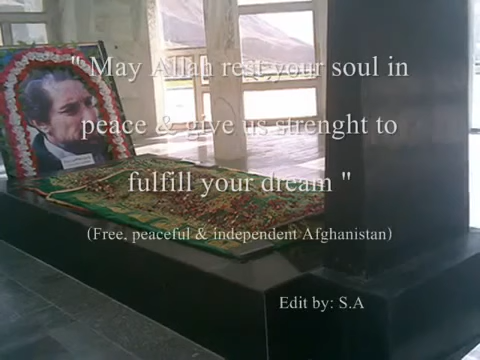 " May Allah rest your soul in
peace & give us strenght to
fulfill your dream "
(Free, peaceful & independent Afghanistan)
Edit by: S.A